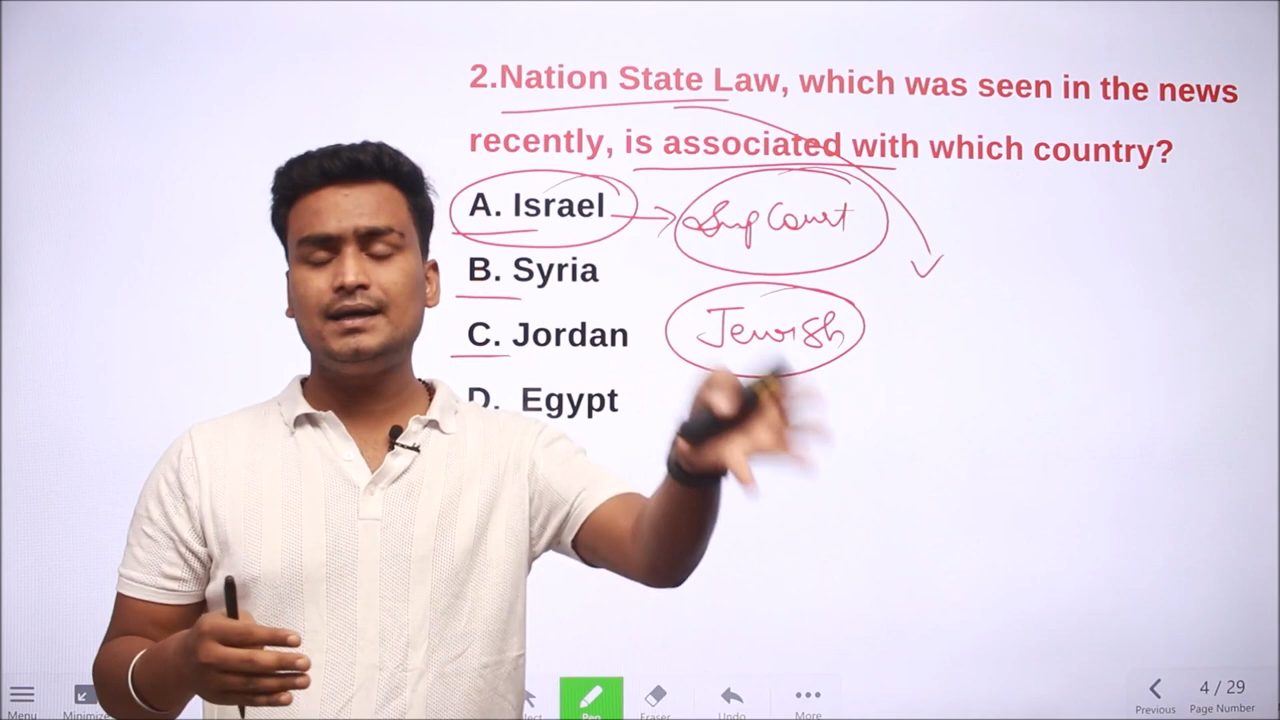 2.Nation State Law, which was seen in the news
recently, is associated with which country?
A. Israel
Sup Court
B. Syria
C. Jordan
Jewish
D. Egypt
Menu
Minimize
Pen
Eraser
Undo
More
Previous
4 / 29
Page Number